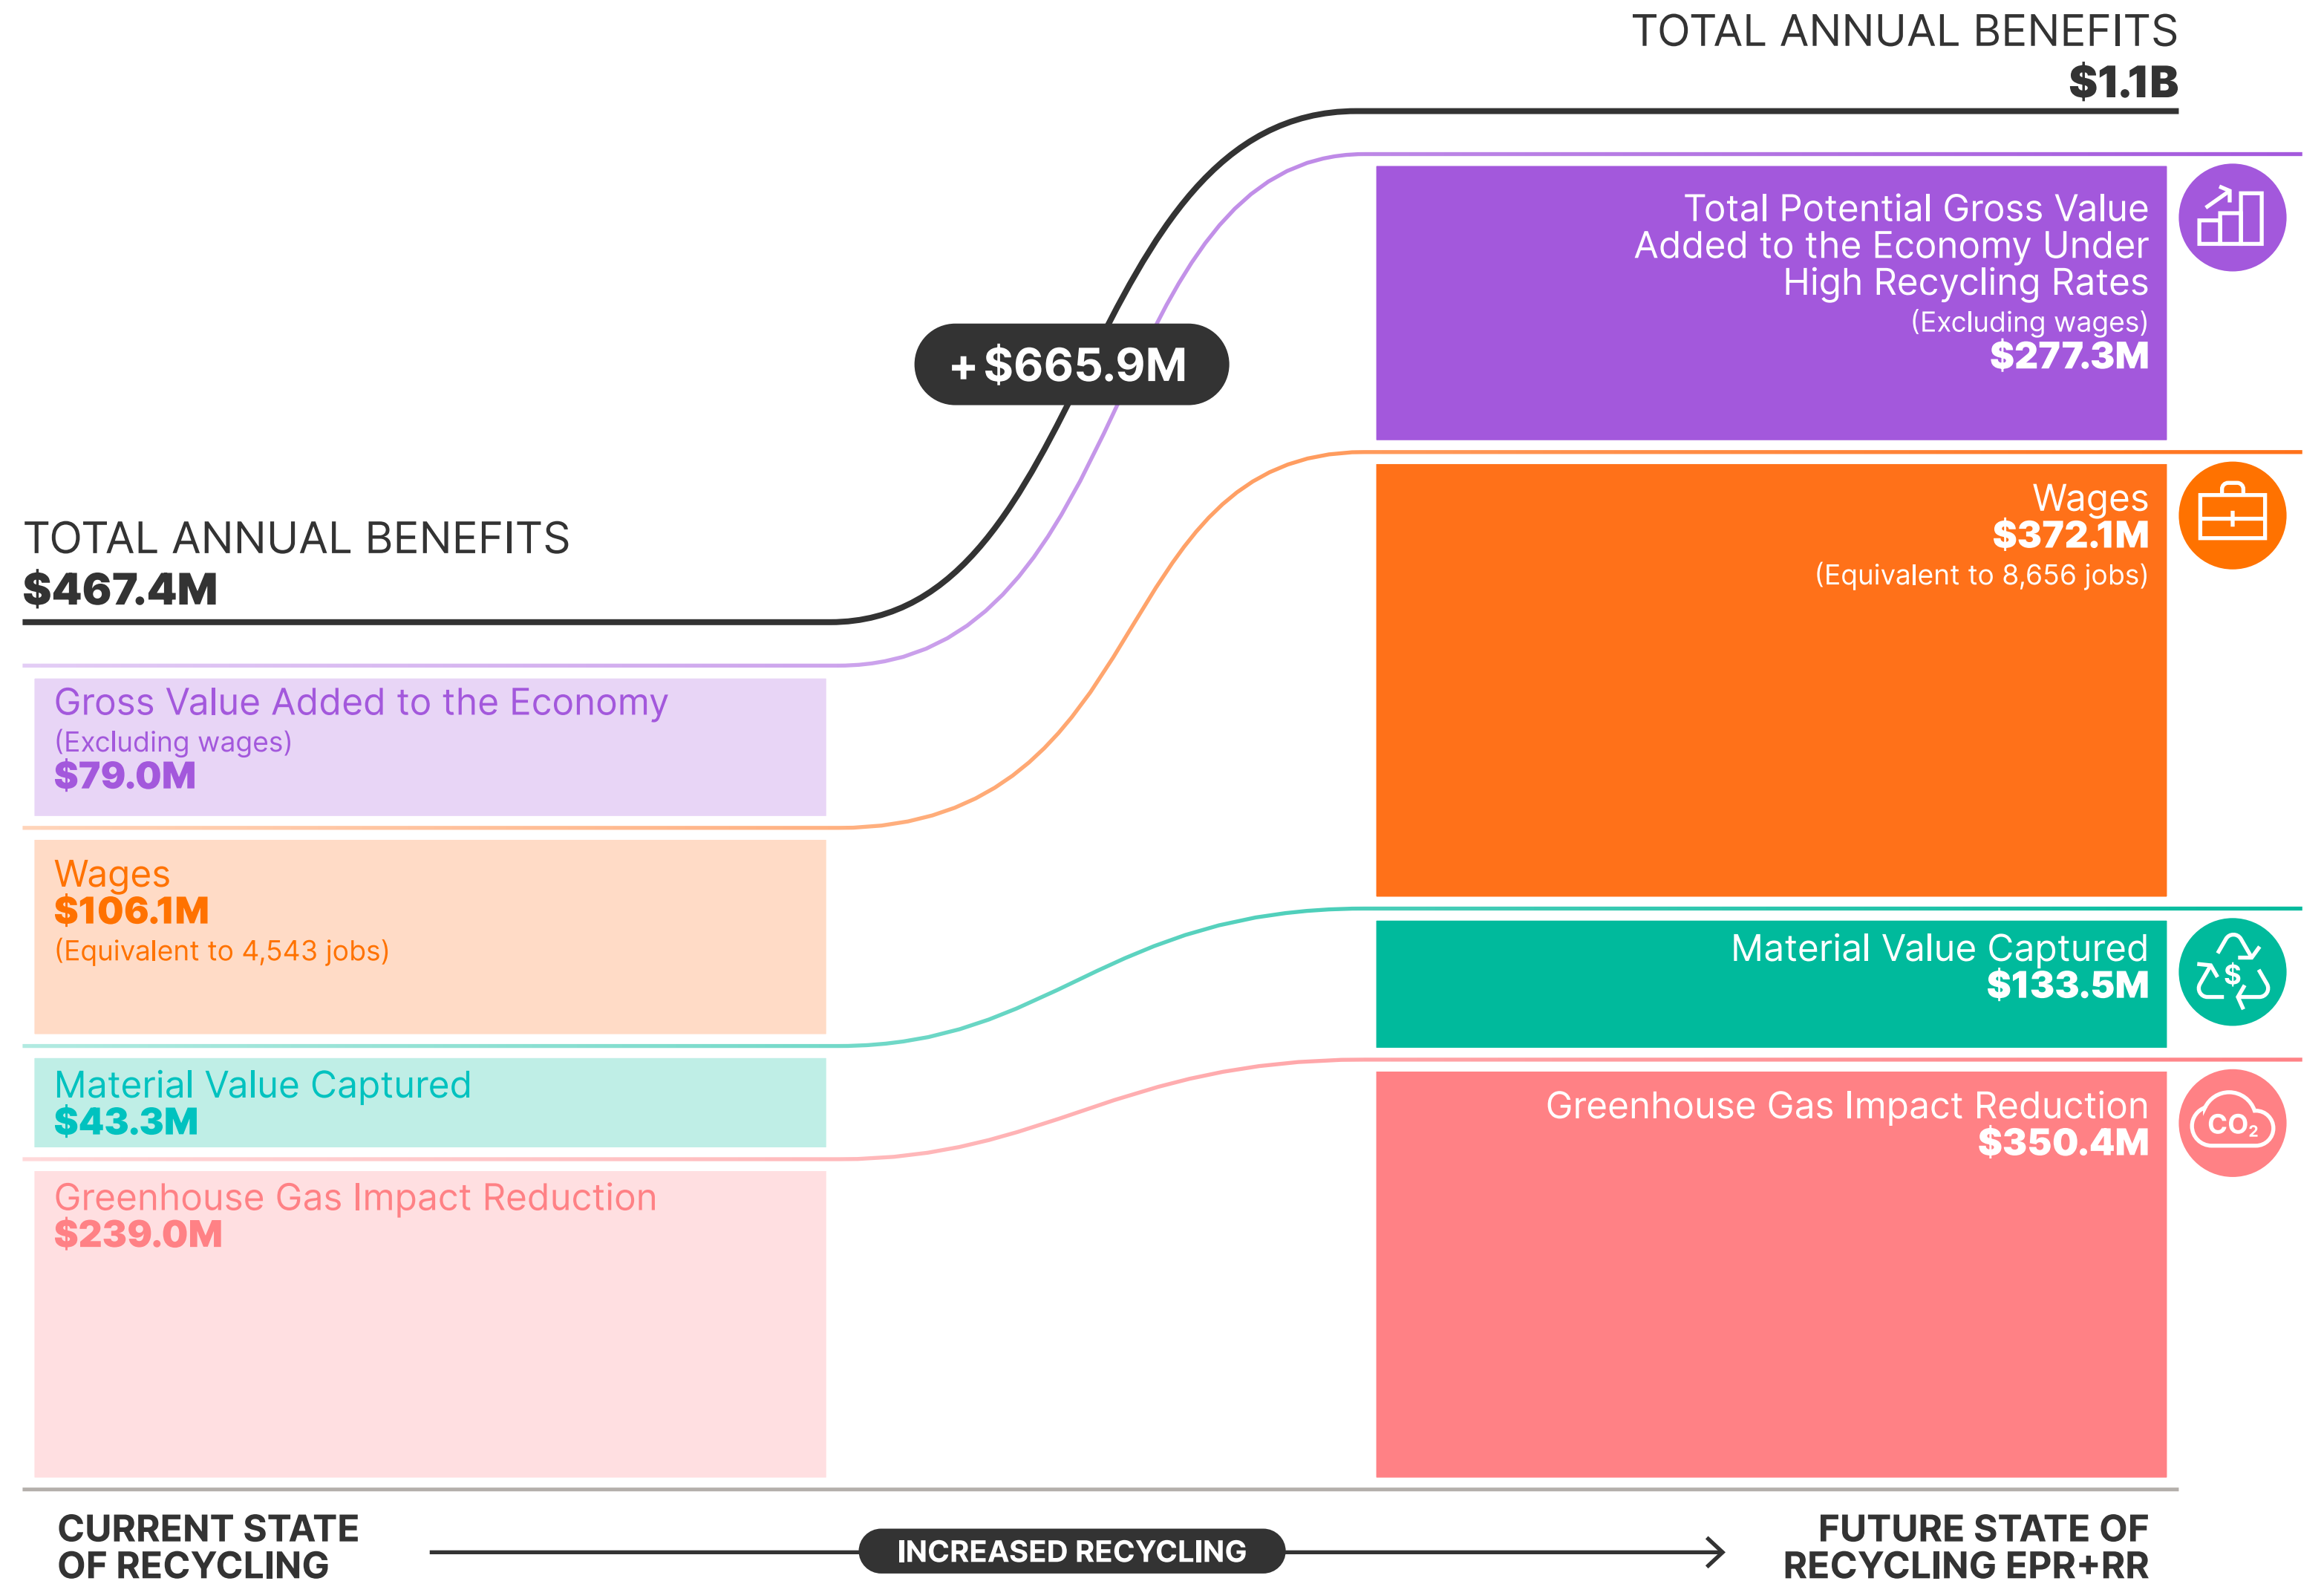 TOTAL ANNUAL BENEFITS
$1.1B
Total Potential Gross Value
Added to the Economy Under
High Recycling Rates
(Excluding wages)
$277.3M
+ $665.9M
Wages
$372.1M
(Equivalent to 8,656 jobs)
TOTAL ANNUAL BENEFITS
$467.4M
Gross Value Added to the Economy
(Excluding wages)
$79.0M
Wages
$106.1M
(Equivalent to 4,543 jobs)
Material Value Captured
$133.5M
$
Material Value Captured
$43.3M
Greenhouse Gas Impact Reduction
$350.4M
CO₂
Greenhouse Gas Impact Reduction
$239.0M
CURRENT STATE
OF RECYCLING
INCREASED RECYCLING
FUTURE STATE OF
RECYCLING EPR+RR